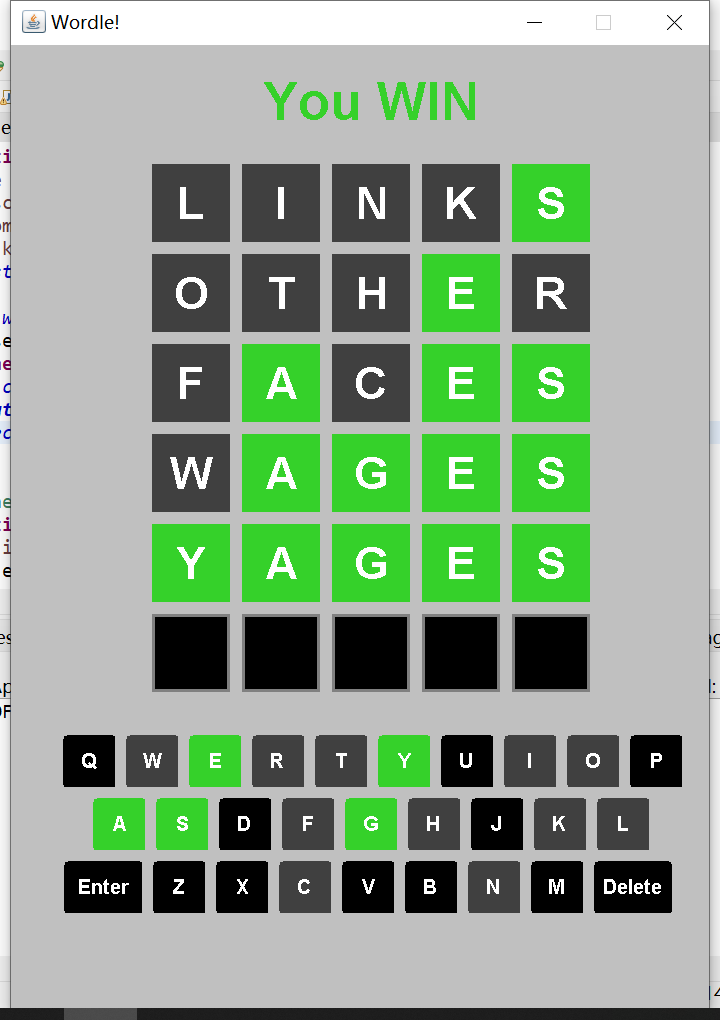 Wordle!
You WIN
L I N K S
O T H E R
F A C E S
W A G E S
Y A G E S
Q W E R T Y U I O P
A S D F G H J K L
Enter Z X C V B N M Delete